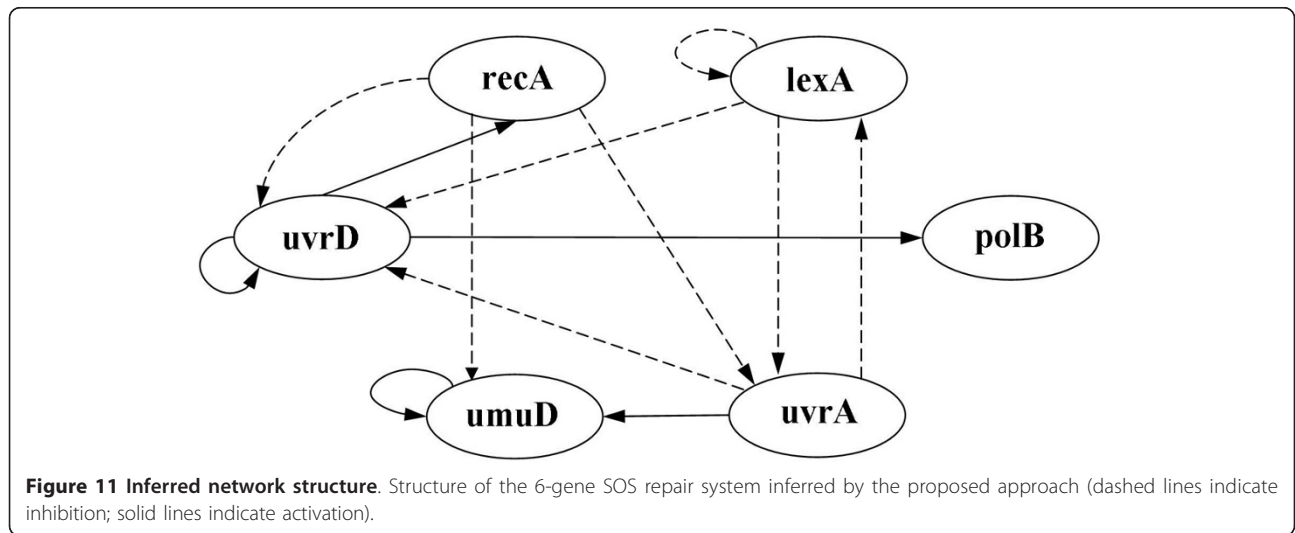 recA
lexA
uvrD
polB
umuD
uvrA
Figure 11 Inferred network structure. Structure of the 6-gene SOS repair system inferred by the proposed approach (dashed lines indicate
inhibition; solid lines indicate activation).